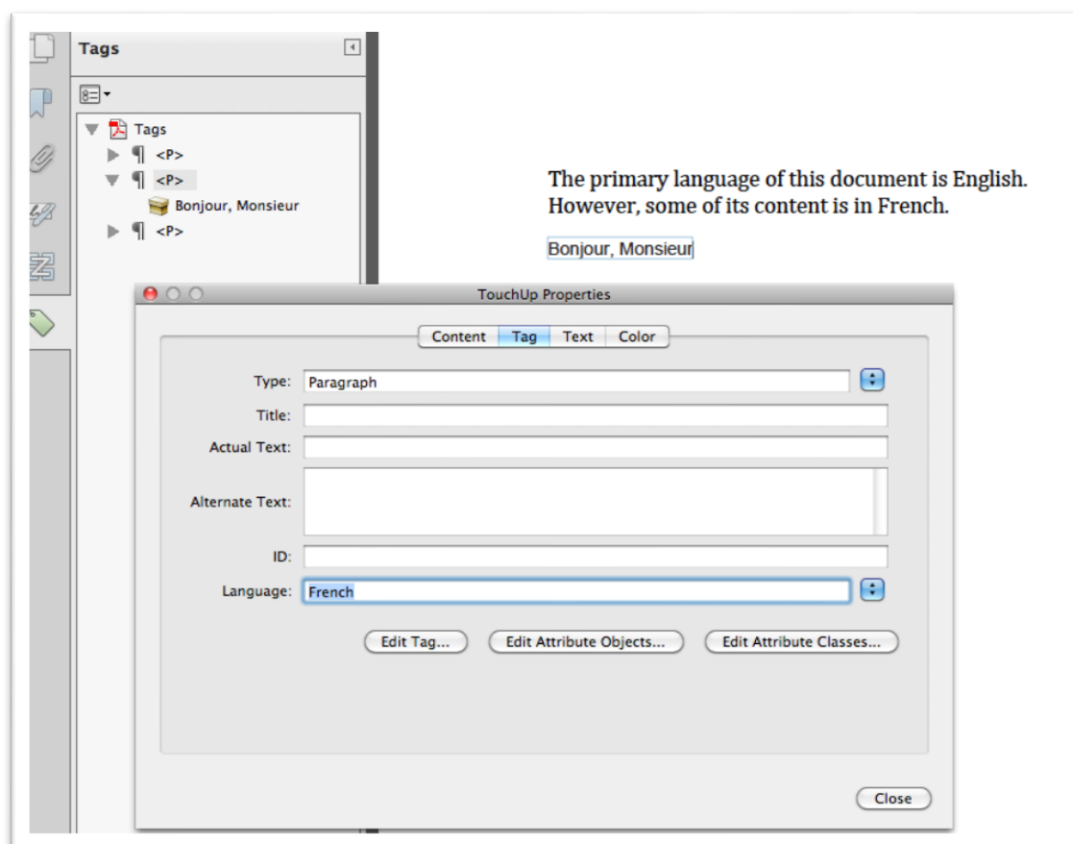 Tags
Tags
<P>
<P>
Bonjour, Monsieur
<P>
The primary language of this document is English.
However, some of its content is in French.
Bonjour, Monsieur
TouchUp Properties
Content Tag Text Color
Type: Paragraph
Title:
Actual Text:
Alternate Text:
ID:
Language: French
Edit Tag... Edit Attribute Objects... Edit Attribute Classes...
Close